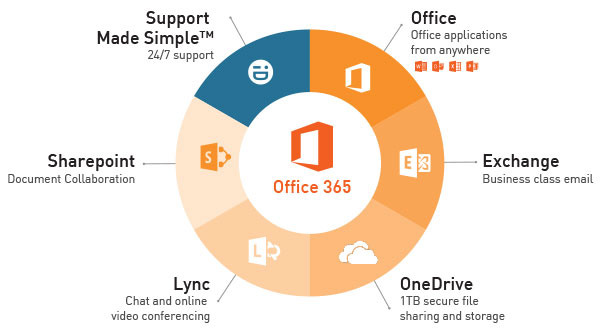 Support
Made Simple™
24/7 support
Office
Office applications
from anywhere
Exchange
Business class email
OneDrive
1TB secure file
sharing and storage
Lync
Chat and online
video conferencing
Sharepoint
Document Collaboration
Office 365
S
E
L